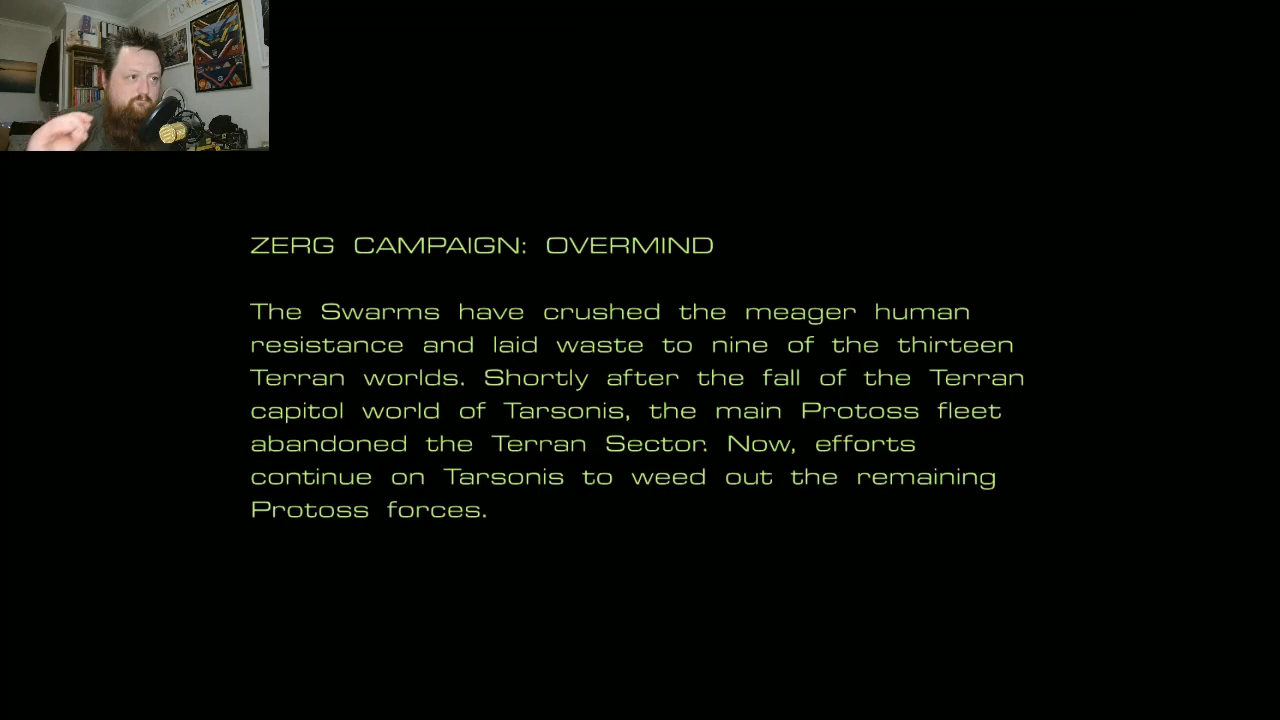 ZERG CAMPAIGN: OVERMIND
The Swarms have crushed the meager human
resistance and laid waste to nine of the thirteen
Terran worlds. Shortly after the fall of the Terran
capitol world of Tarsonis, the main Protoss fleet
abandoned the Terran Sector. Now, efforts
continue on Tarsonis to weed out the remaining
Protoss forces.